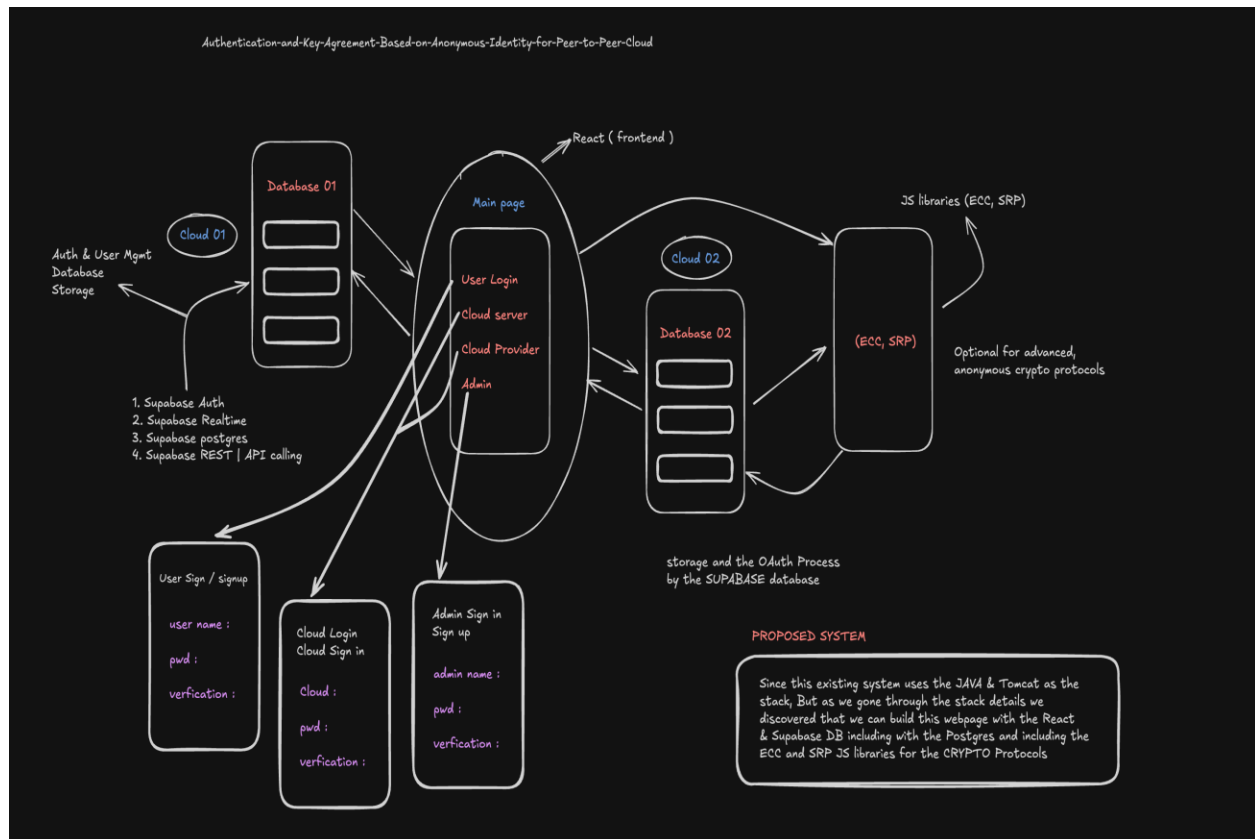 Authentication-and-Key-Agreement-Based-on-Anonymous-Identity-for-Peer-to-Peer-Cloud
React ( frontend )
Database 01
Main page
JS libraries (ECC, SRP)
Cloud 01
Auth & User Mgmt
Database
Storage
User Login
Cloud server
Cloud Provider
Admin
Cloud 02
Database 02
(ECC, SRP)
Optional for advanced,
anonymous crypto protocols
1. Supabase Auth
2. Supabase Realtime
3. Supabase postgres
4. Supabase REST | API calling
storage and the OAuth Process
by the SUPABASE database
User Sign / signup
user name :
pwd :
verfication :
Cloud Login
Cloud Sign in
Cloud :
pwd :
verfication :
Admin Sign in
Sign up
admin name :
pwd :
verfication :
PROPOSED SYSTEM
Since this existing system uses the JAVA & Tomcat as the
stack, But as we gone through the stack details we
discovered that we can build this webpage with the React
& Supabase DB including with the Postgres and including the
ECC and SRP JS libraries for the CRYPTO Protocols